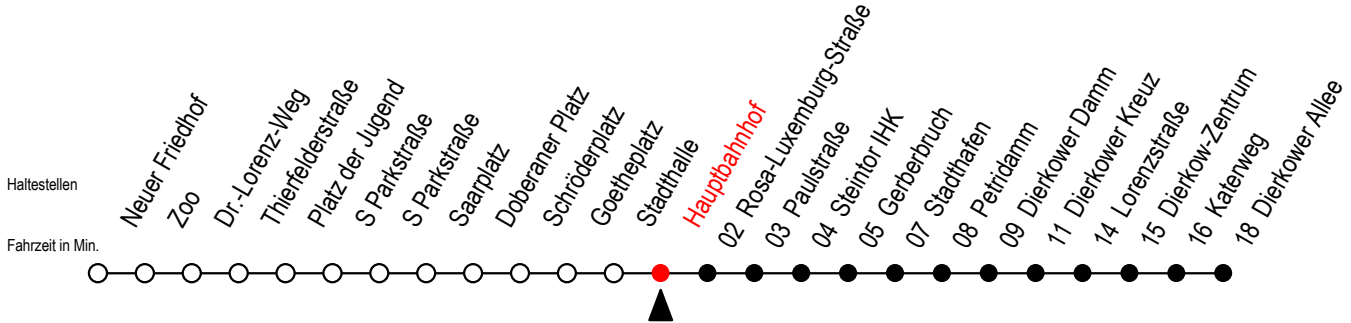 Haltestellen
Fahrzeit in Min.
Neuer Friedhof
Zoo
Dr.-Lorenz-Weg
Thierfelderstraße
Platz der Jugend
S Parkstraße
S Parkstraße
Saarplatz
Doberaner Platz
Schröderplatz
Goetheplatz
Stadthalle
Hauptbahnhof
02 Rosa-Luxemburg-Straße
03 Paulstraße
04 Steintor IHK
05 Gerberbruch
07 Stadthafen
08 Petridamm
09 Dierkower Damm
11 Dierkower Kreuz
14 Lorenzstraße
15 Dierkow-Zentrum
16 Katerweg
18 Dierkower Allee